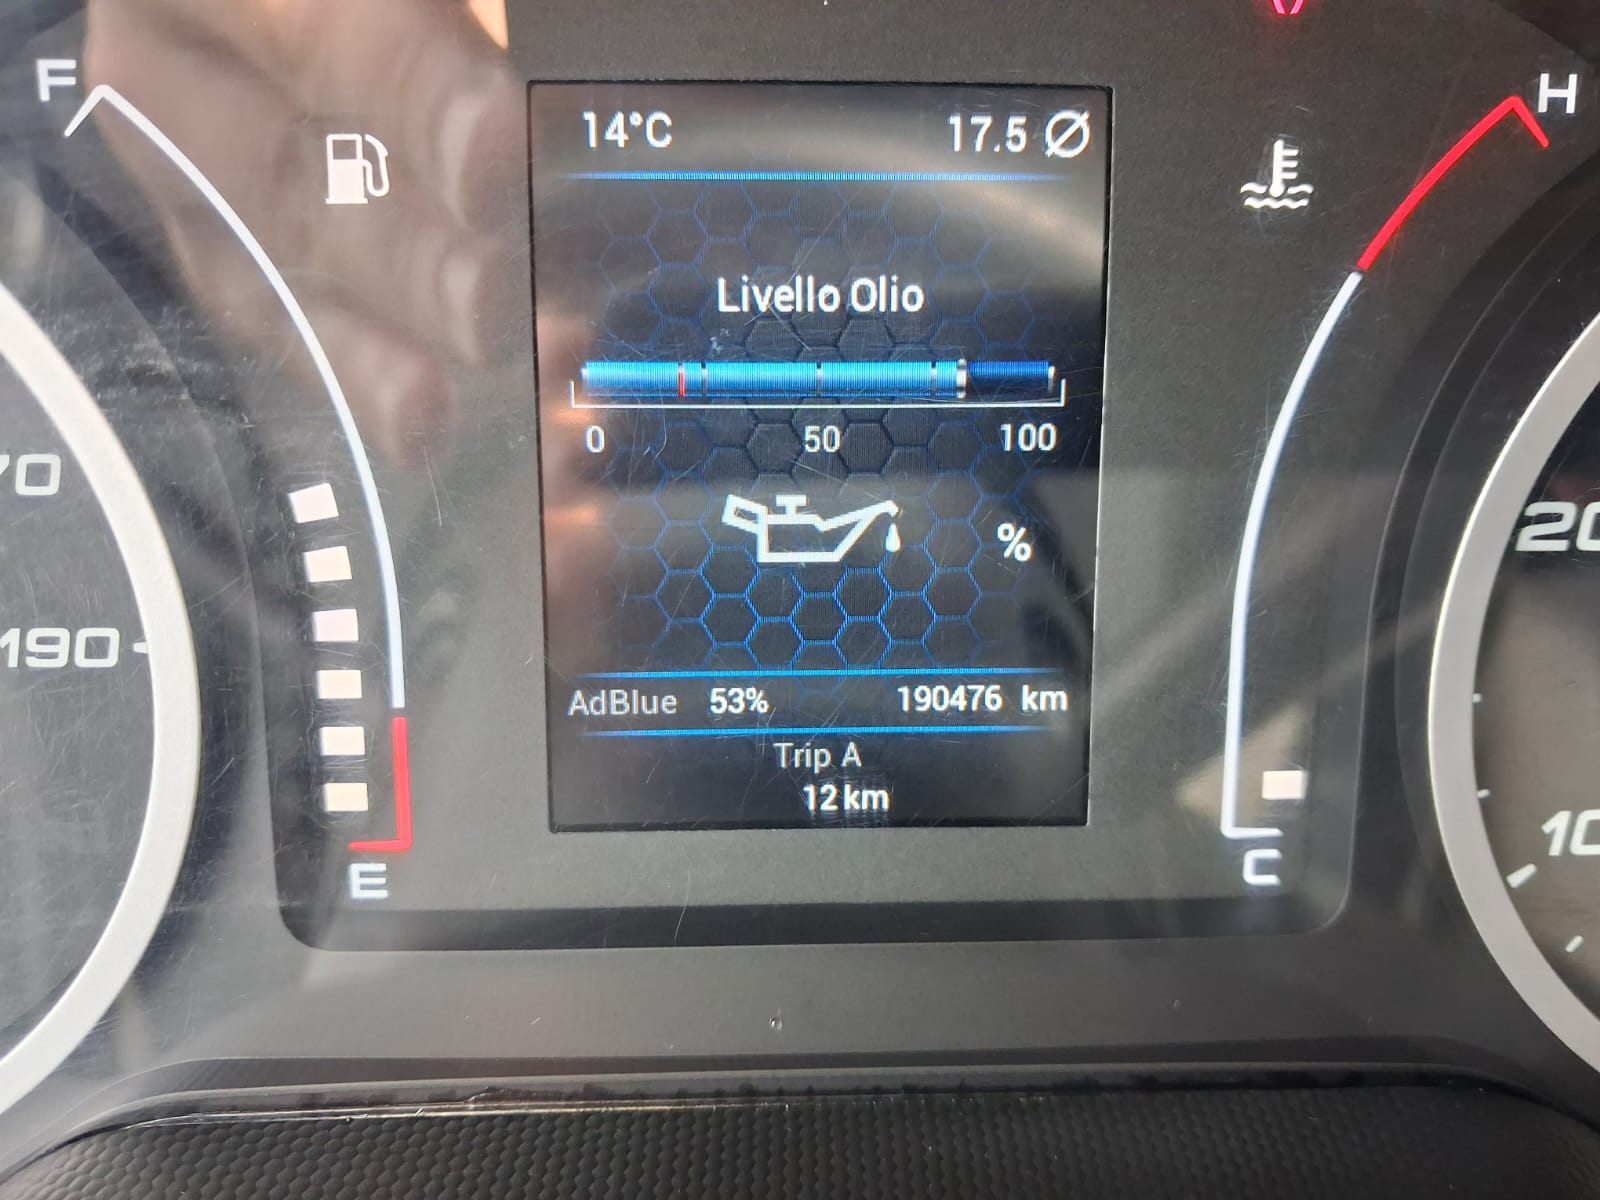 F
H
14°C 17.5 Ø
Livello Olio
0 50 100
%
190
AdBlue 53% 190476 km
Trip A
12 km
E
C